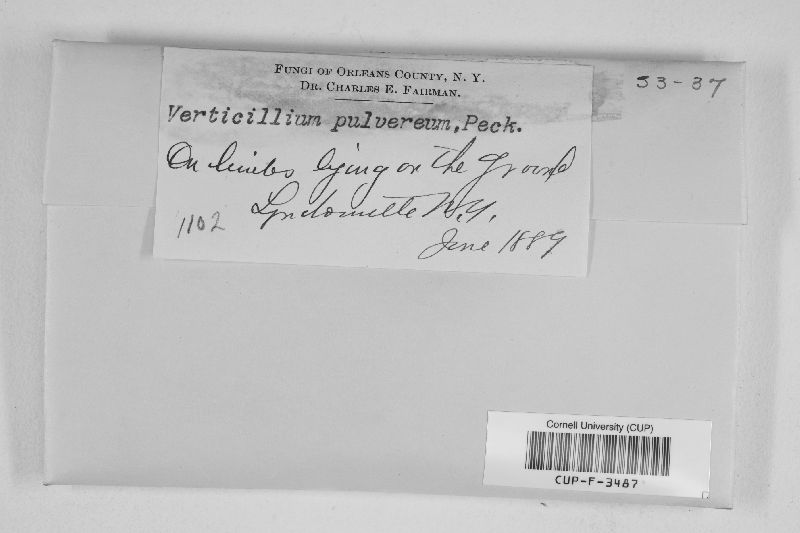 FUNGI OF ORLEANS COUNTY, N. Y.
DR. CHARLES E. FAIRMAN.
53-37
Verticillium pulvereum, Peck.
On limbs lying on the ground
Lyndonville N.Y.
1102
June 1889
Cornell University (CUP)
CUP-F-3487